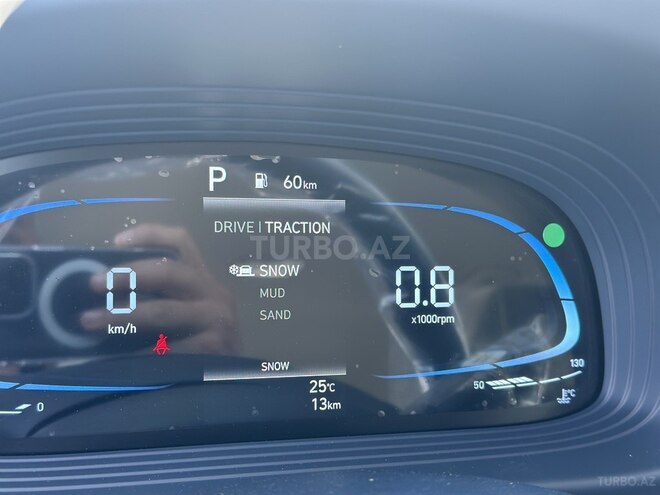 P 60km
DRIVE | TRACTION
TURBO.AZ
SNOW
MUD
SAND
0
km/h
0.8
x1000rpm
SNOW
25°C
13km
0
50 130
°C
TURBO.AZ